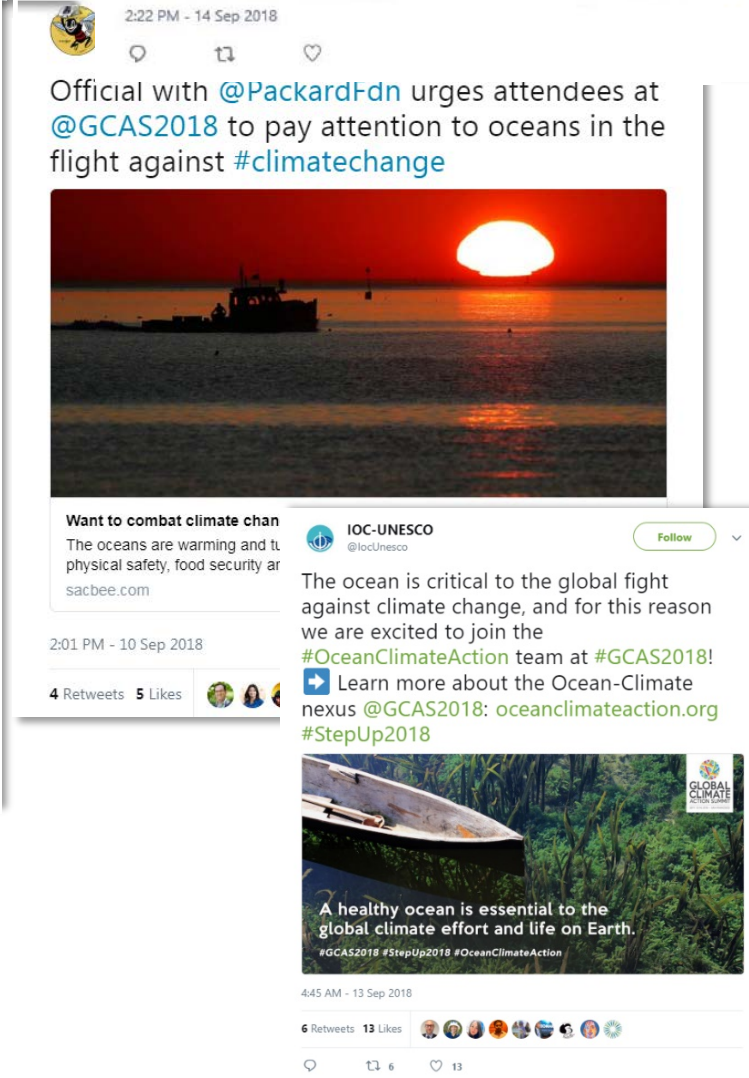 2:22 PM - 14 Sep 2018
Official with @PackardFdn urges attendees at
@GCAS2018 to pay attention to oceans in the
flight against #climatechange
Want to combat climate chan
The oceans are warming and tu
physical safety, food security ar
sacbee.com
2:01 PM - 10 Sep 2018
4 Retweets 5 Likes
IOC-UNESCO
@IocUnesco
Follow
The ocean is critical to the global fight
against climate change, and for this reason
we are excited to join the
#OceanClimateAction team at #GCAS2018!
Learn more about the Ocean-Climate
nexus @GCAS2018: oceanclimateaction.org
#StepUp2018
GLOBAL
CLIMATE
ACTION SUMMIT
A healthy ocean is essential to the
global climate effort and life on Earth.
#GCAS2018 #StepUp2018 #OceanClimateAction
4:45 AM - 13 Sep 2018
6 Retweets 13 Likes
6 13